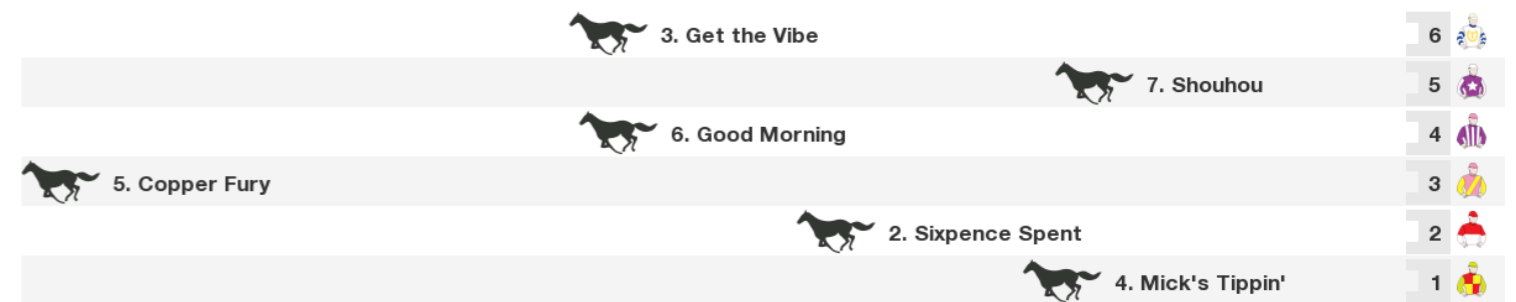 3. Get the Vibe 6
7. Shouhou 5
6. Good Morning 4
5. Copper Fury 3
2. Sixpence Spent 2
4. Mick's Tippin' 1